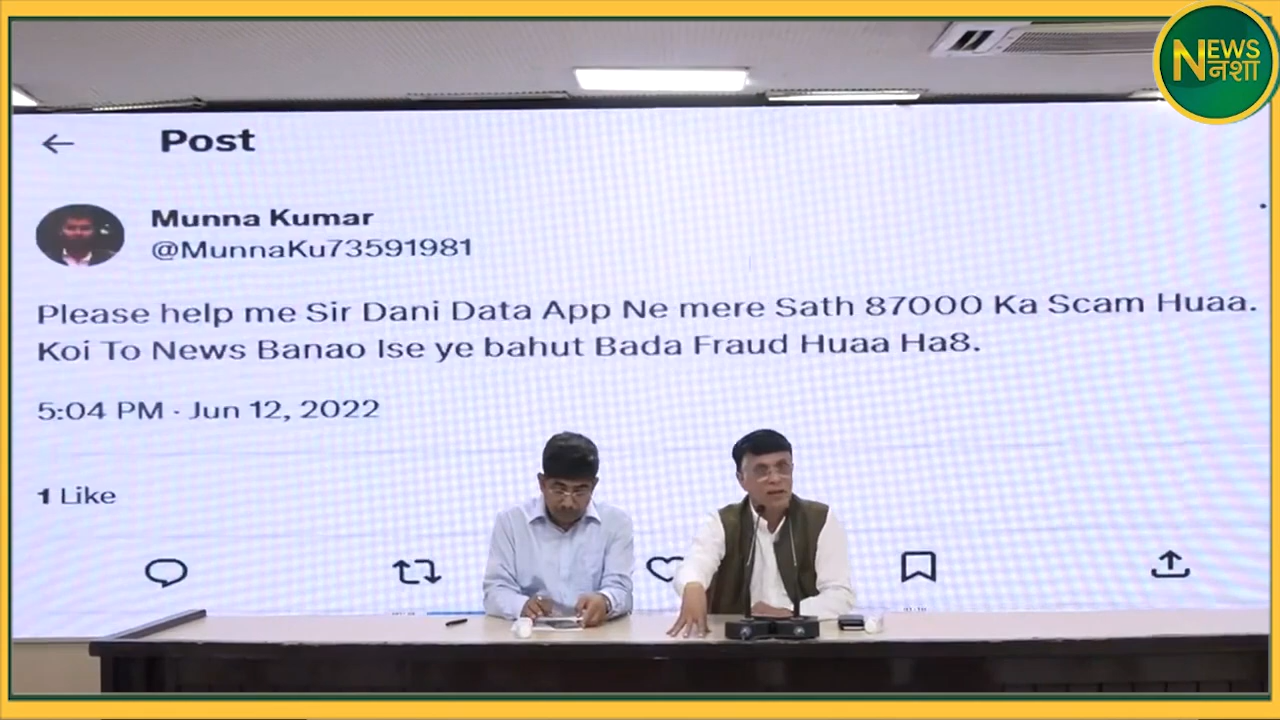 NEWS
नशा
Post
Munna Kumar
@MunnaKu73591981
Please help me Sir Dani Data App Ne mere Sath 87000 Ka Scam Huaa.
Koi To News Banao Ise ye bahut Bada Fraud Huaa Ha8.
5:04 PM · Jun 12, 2022
1 Like